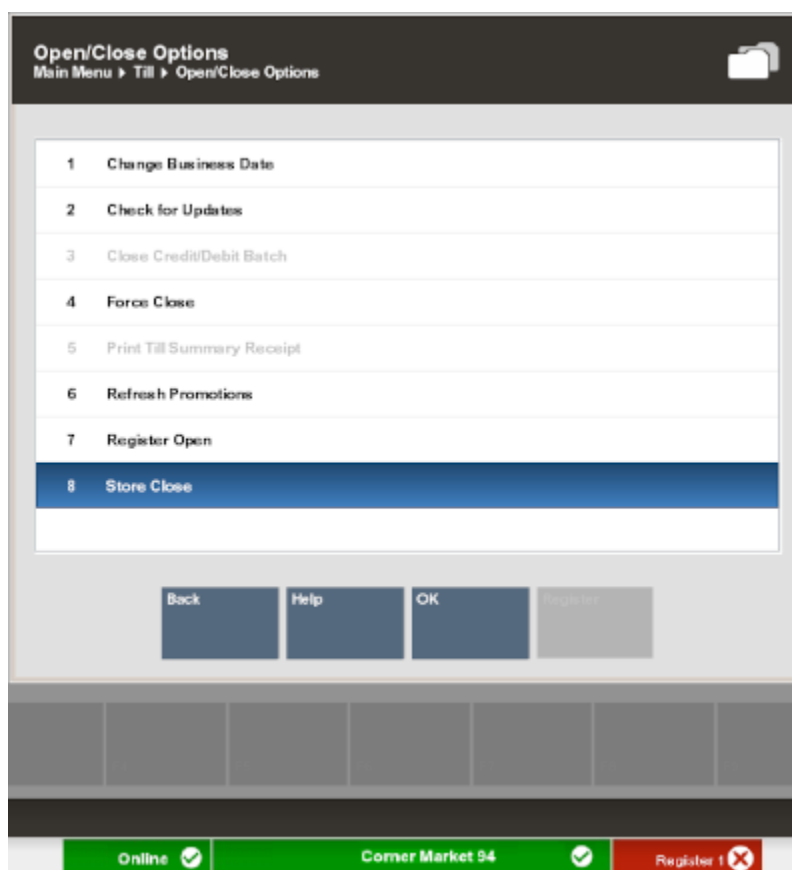 Open/Close Options
Main Menu ▸ Till ▸ Open/Close Options
1 Change Business Date
2 Check for Updates
3 Close Credit/Debit Batch
4 Force Close
5 Print Till Summary Receipt
6 Refresh Promotions
7 Register Open
8 Store Close
Back Help OK Register
Online Corner Market 94 Register 1